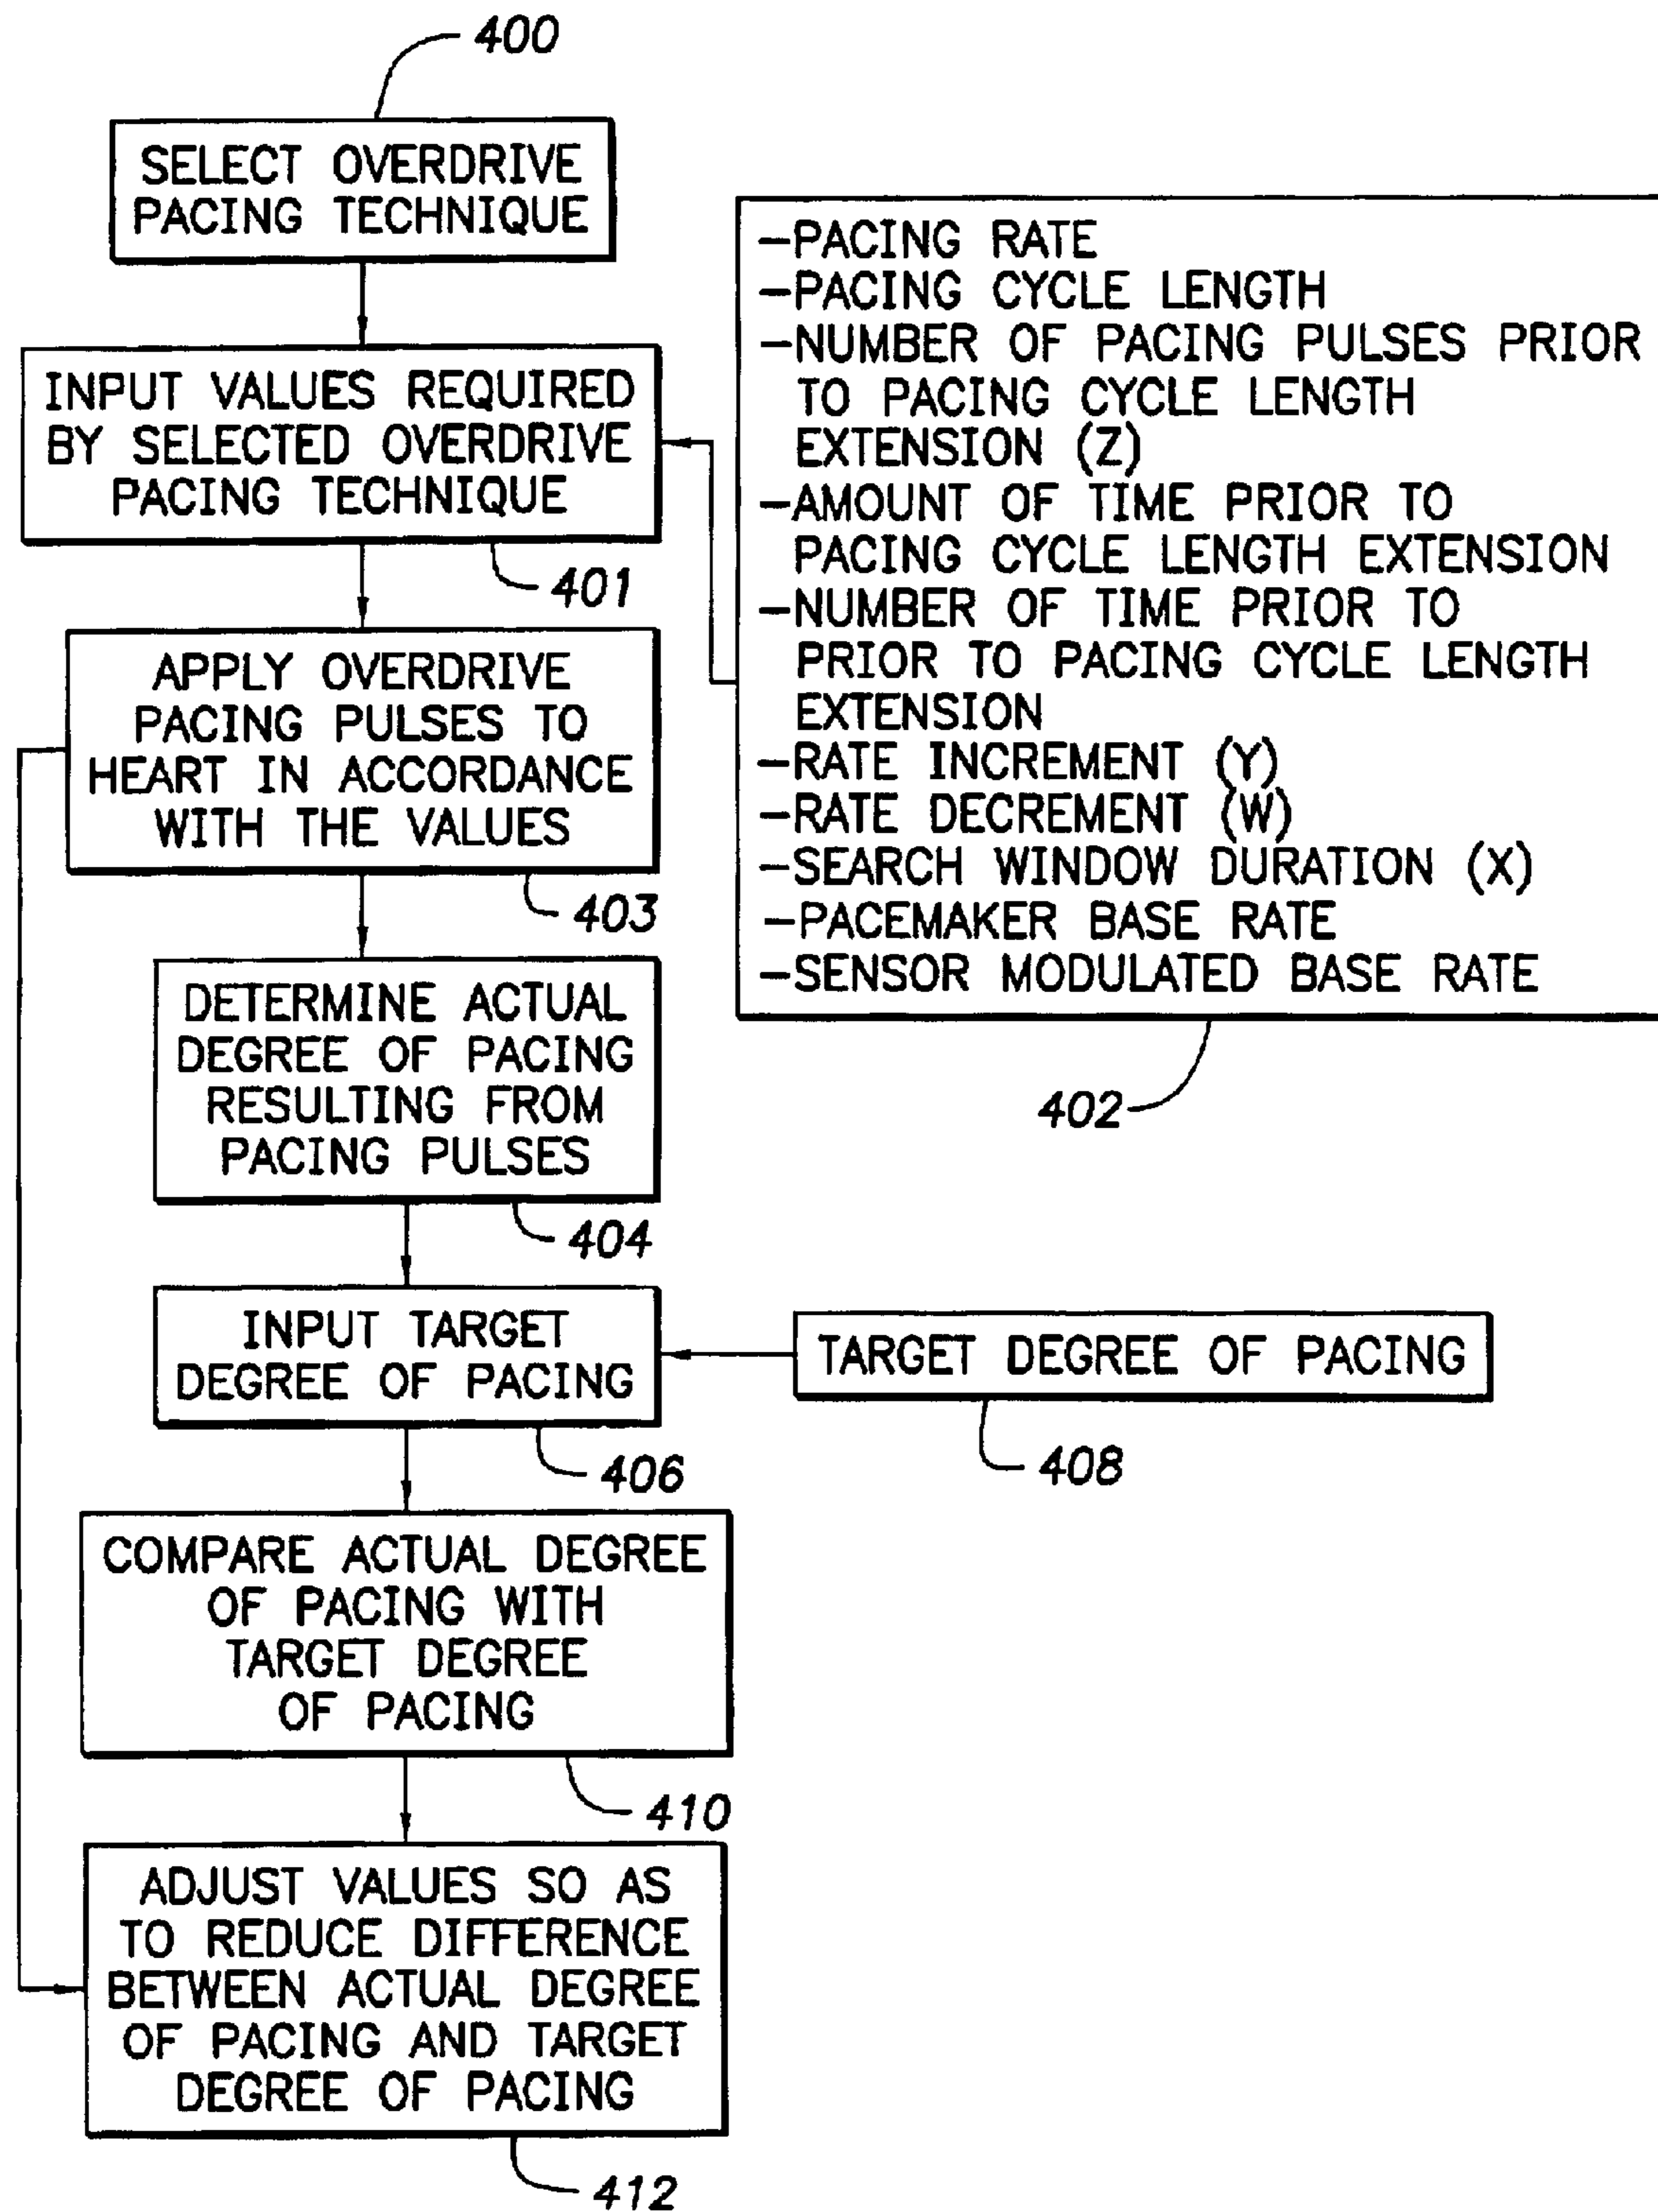 400
SELECT OVERDRIVE
PACING TECHNIQUE
INPUT VALUES REQUIRED
BY SELECTED OVERDRIVE
PACING TECHNIQUE
401
-PACING RATE
-PACING CYCLE LENGTH
-NUMBER OF PACING PULSES PRIOR
TO PACING CYCLE LENGTH
EXTENSION (Z)
-AMOUNT OF TIME PRIOR TO
PACING CYCLE LENGTH EXTENSION
-NUMBER OF TIME PRIOR TO
PRIOR TO PACING CYCLE LENGTH
EXTENSION
-RATE INCREMENT (Y)
-RATE DECREMENT (W)
-SEARCH WINDOW DURATION (X)
-PACEMAKER BASE RATE
-SENSOR MODULATED BASE RATE
402
APPLY OVERDRIVE
PACING PULSES TO
HEART IN ACCORDANCE
WITH THE VALUES
403
DETERMINE ACTUAL
DEGREE OF PACING
RESULTING FROM
PACING PULSES
404
INPUT TARGET
DEGREE OF PACING
406
TARGET DEGREE OF PACING
408
COMPARE ACTUAL DEGREE
OF PACING WITH
TARGET DEGREE
OF PACING
410
ADJUST VALUES SO AS
TO REDUCE DIFFERENCE
BETWEEN ACTUAL DEGREE
OF PACING AND TARGET
DEGREE OF PACING
412